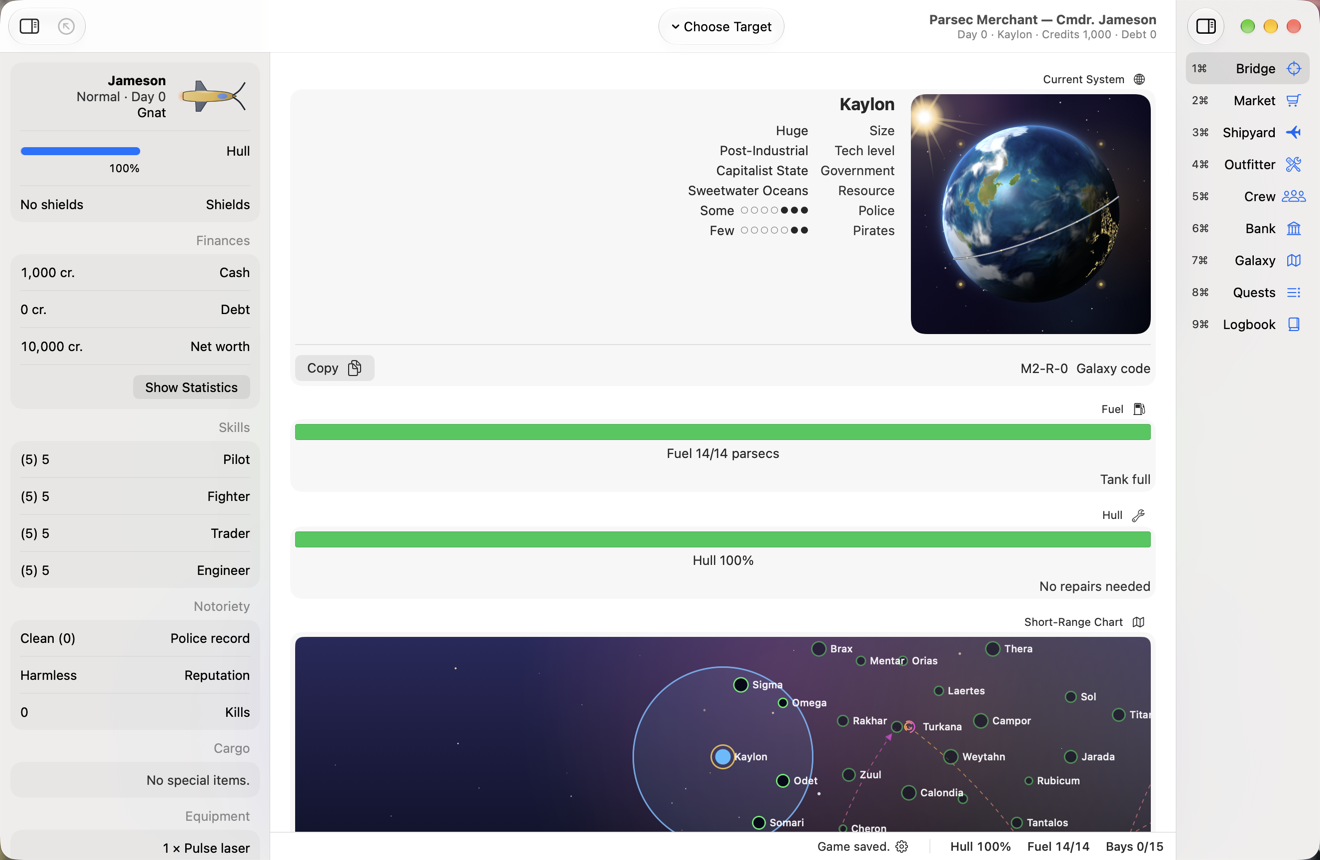 Choose Target
Parsec Merchant — Cmdr. Jameson
Day 0 · Kaylon · Credits 1,000 · Debt 0
Jameson
Normal · Day 0
Gnat
Hull
100%
Shields No shields
Finances
Cash 1,000 cr.
Debt 0 cr.
Net worth 10,000 cr.
Show Statistics
Skills
Pilot (5) 5
Fighter (5) 5
Trader (5) 5
Engineer (5) 5
Notoriety
Police record Clean (0)
Reputation Harmless
Kills 0
Cargo
No special items.
Equipment
1 × Pulse laser
Current System
Kaylon
Size Huge
Tech level Post-Industrial
Government Capitalist State
Resource Sweetwater Oceans
Police Some
Pirates Few
Galaxy code M2-R-0
Copy
Fuel
Fuel 14/14 parsecs
Tank full
Hull
Hull 100%
No repairs needed
Short-Range Chart
Brax
Thera
Mentar
Orias
Sigma
Laertes
Sol
Omega
Titan
Rakhar
Turkana
Campor
Kaylon
Weytahn
Jarada
Zuul
Odet
Rubicum
Calondia
Somari
Cheron
Tantalos
Game saved.
Hull 100%
Fuel 14/14
Bays 0/15
Bridge 1⌘
Market 2⌘
Shipyard 3⌘
Outfitter 4⌘
Crew 5⌘
Bank 6⌘
Galaxy 7⌘
Quests 8⌘
Logbook 9⌘